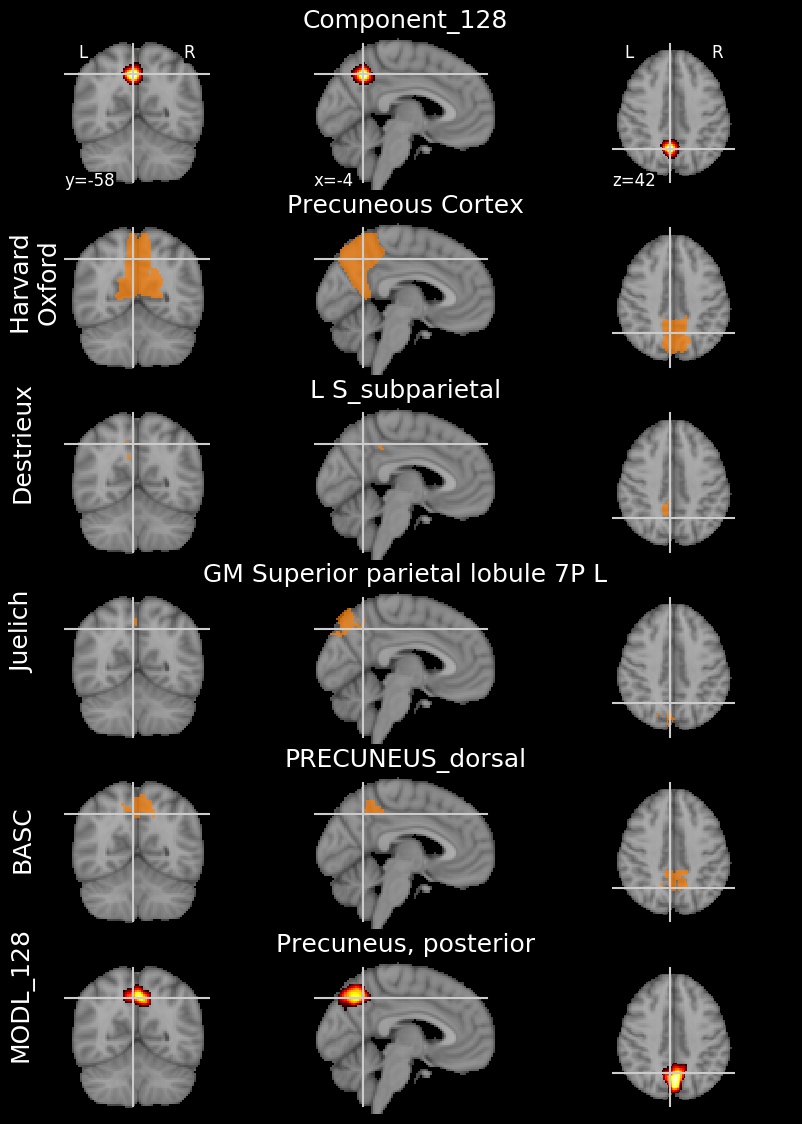 Component_128
L
R
L
R
y=-58
x=-4
z=42
Precuneous Cortex
Harvard
Oxford
L S_subparietal
Destrieux
GM Superior parietal lobule 7P L
Juelich
PRECUNEUS_dorsal
BASC
Precuneus, posterior
MODL_128